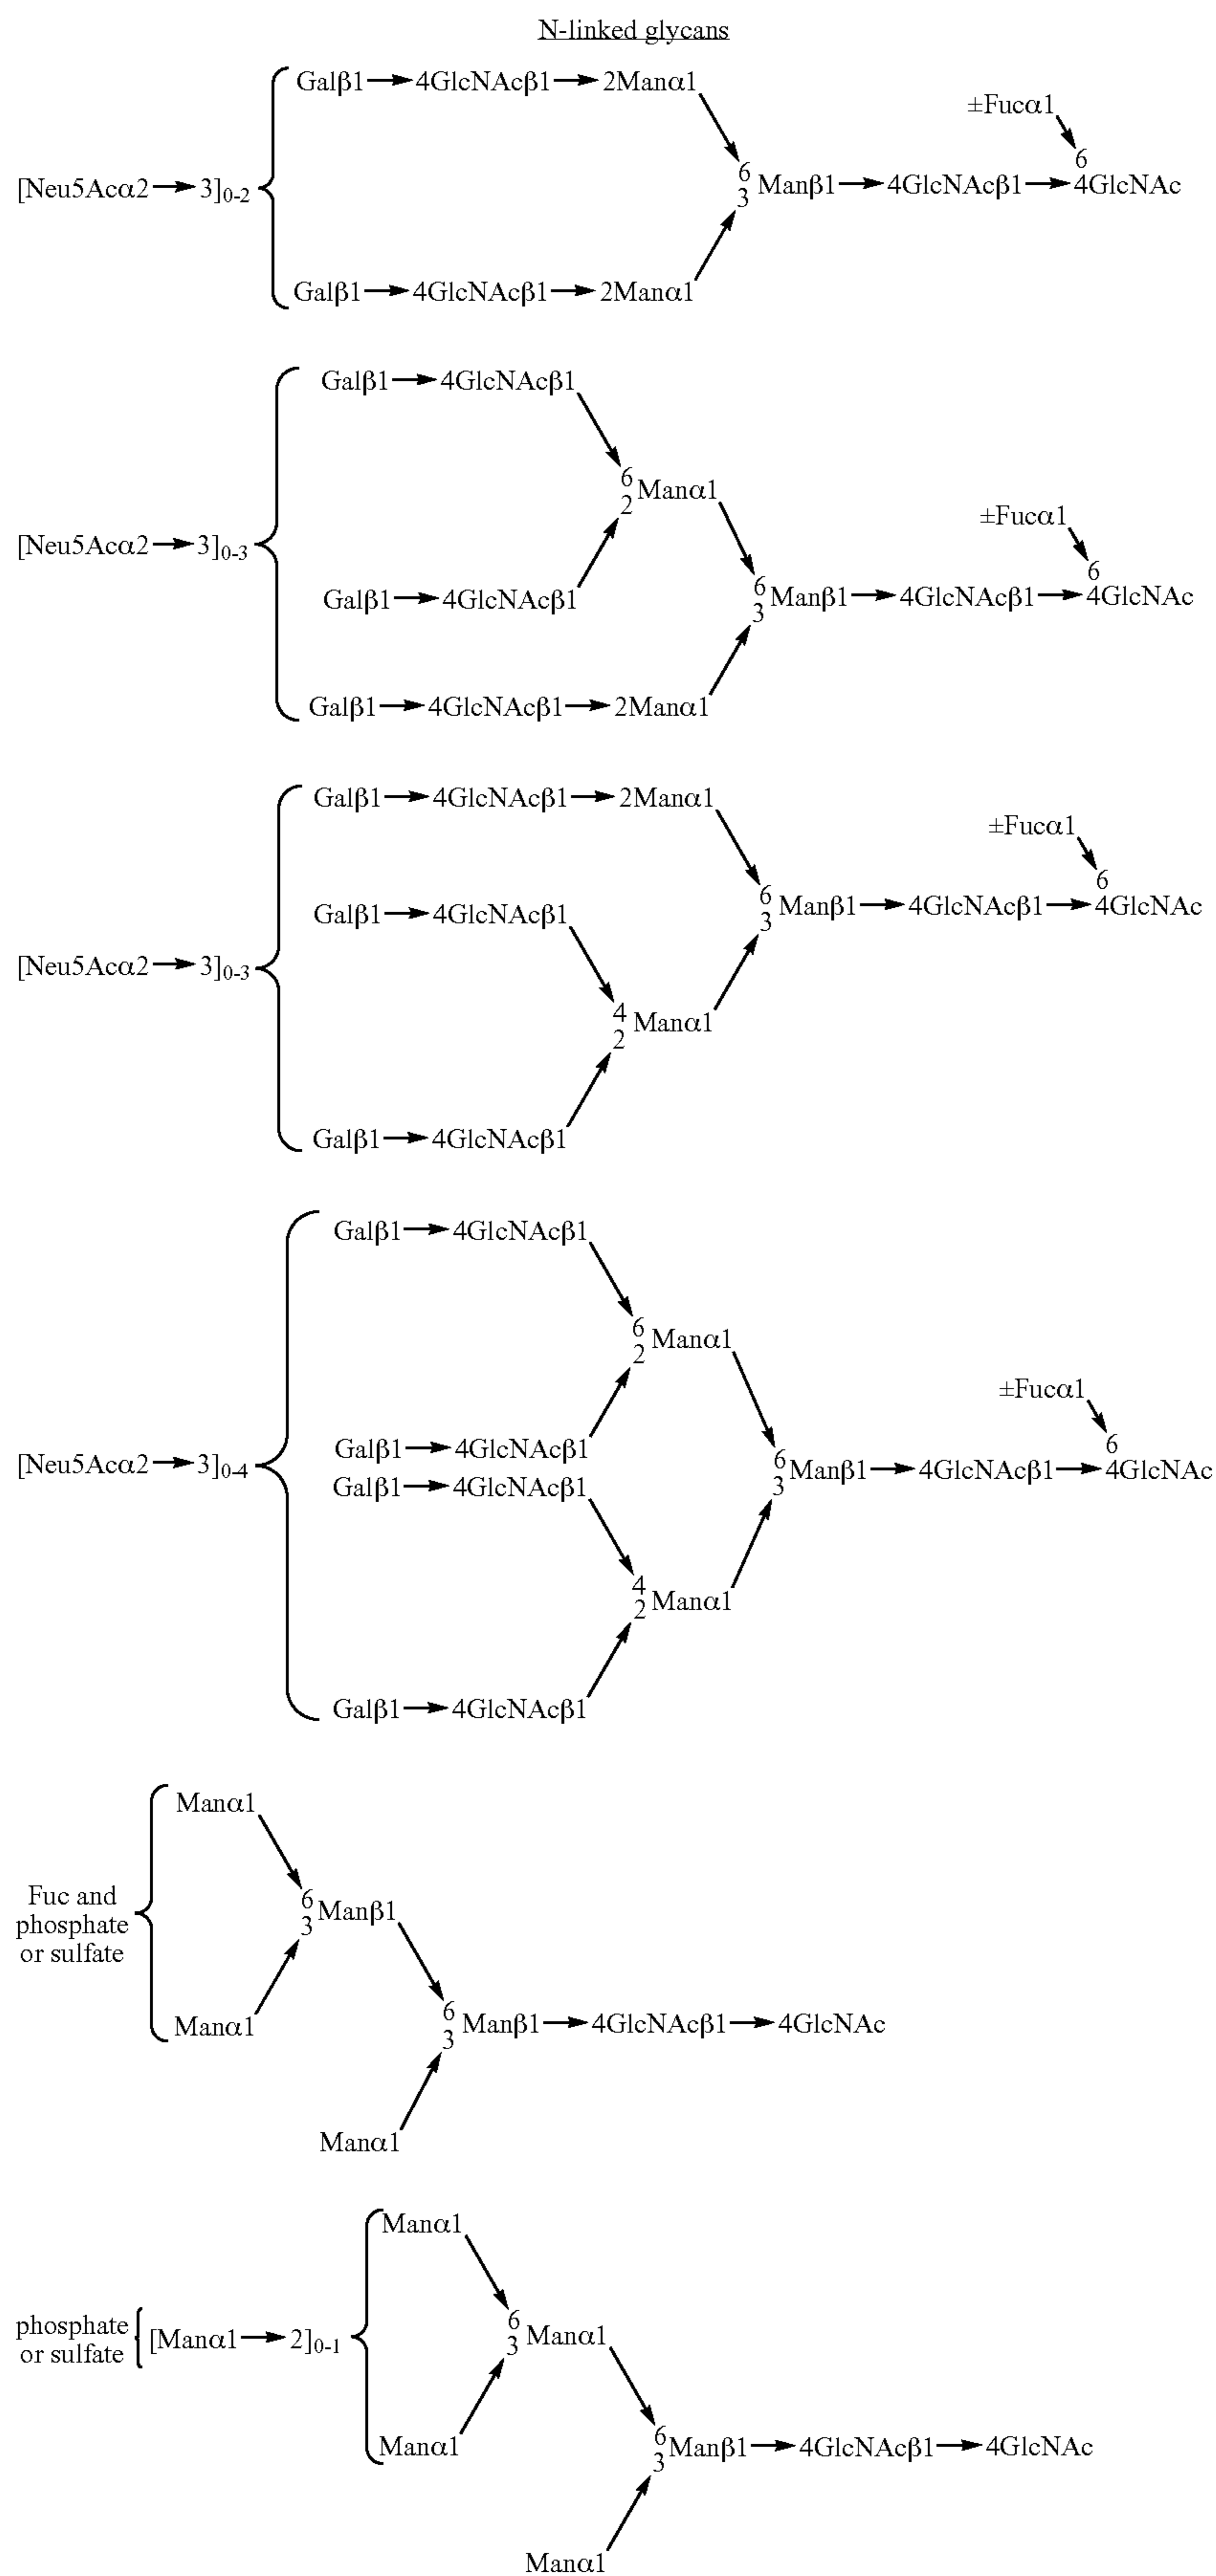 N-linked glycans
Galβ1→4GlcNAcβ1→2Manα1
±Fucα1
6
[Neu5Acα2→3]0-2
6
3
Manβ1→4GlcNAcβ1→4GlcNAc
Galβ1→4GlcNAcβ1→2Manα1
Galβ1→4GlcNAcβ1
6
2
Manα1
±Fucα1
[Neu5Acα2→3]0-3
6
Galβ1→4GlcNAcβ1
6
3
Manβ1→4GlcNAcβ1→4GlcNAc
Galβ1→4GlcNAcβ1→2Manα1
Galβ1→4GlcNAcβ1→2Manα1
±Fucα1
6
Galβ1→4GlcNAcβ1
6
3
Manβ1→4GlcNAcβ1→4GlcNAc
[Neu5Acα2→3]0-3
4
2
Manα1
Galβ1→4GlcNAcβ1
Galβ1→4GlcNAcβ1
6
2
Manα1
±Fucα1
6
Galβ1→4GlcNAcβ1
[Neu5Acα2→3]0-4
6
3
Manβ1→4GlcNAcβ1→4GlcNAc
Galβ1→4GlcNAcβ1
4
2
Manα1
Galβ1→4GlcNAcβ1
Manα1
Fuc and
phosphate
or sulfate
6
3
Manβ1
Manα1
6
3
Manβ1→4GlcNAcβ1→4GlcNAc
Manα1
Manα1
phosphate
or sulfate
[Manα1→2]0-1
6
3
Manα1
Manα1
6
3
Manβ1→4GlcNAcβ1→4GlcNAc
Manα1